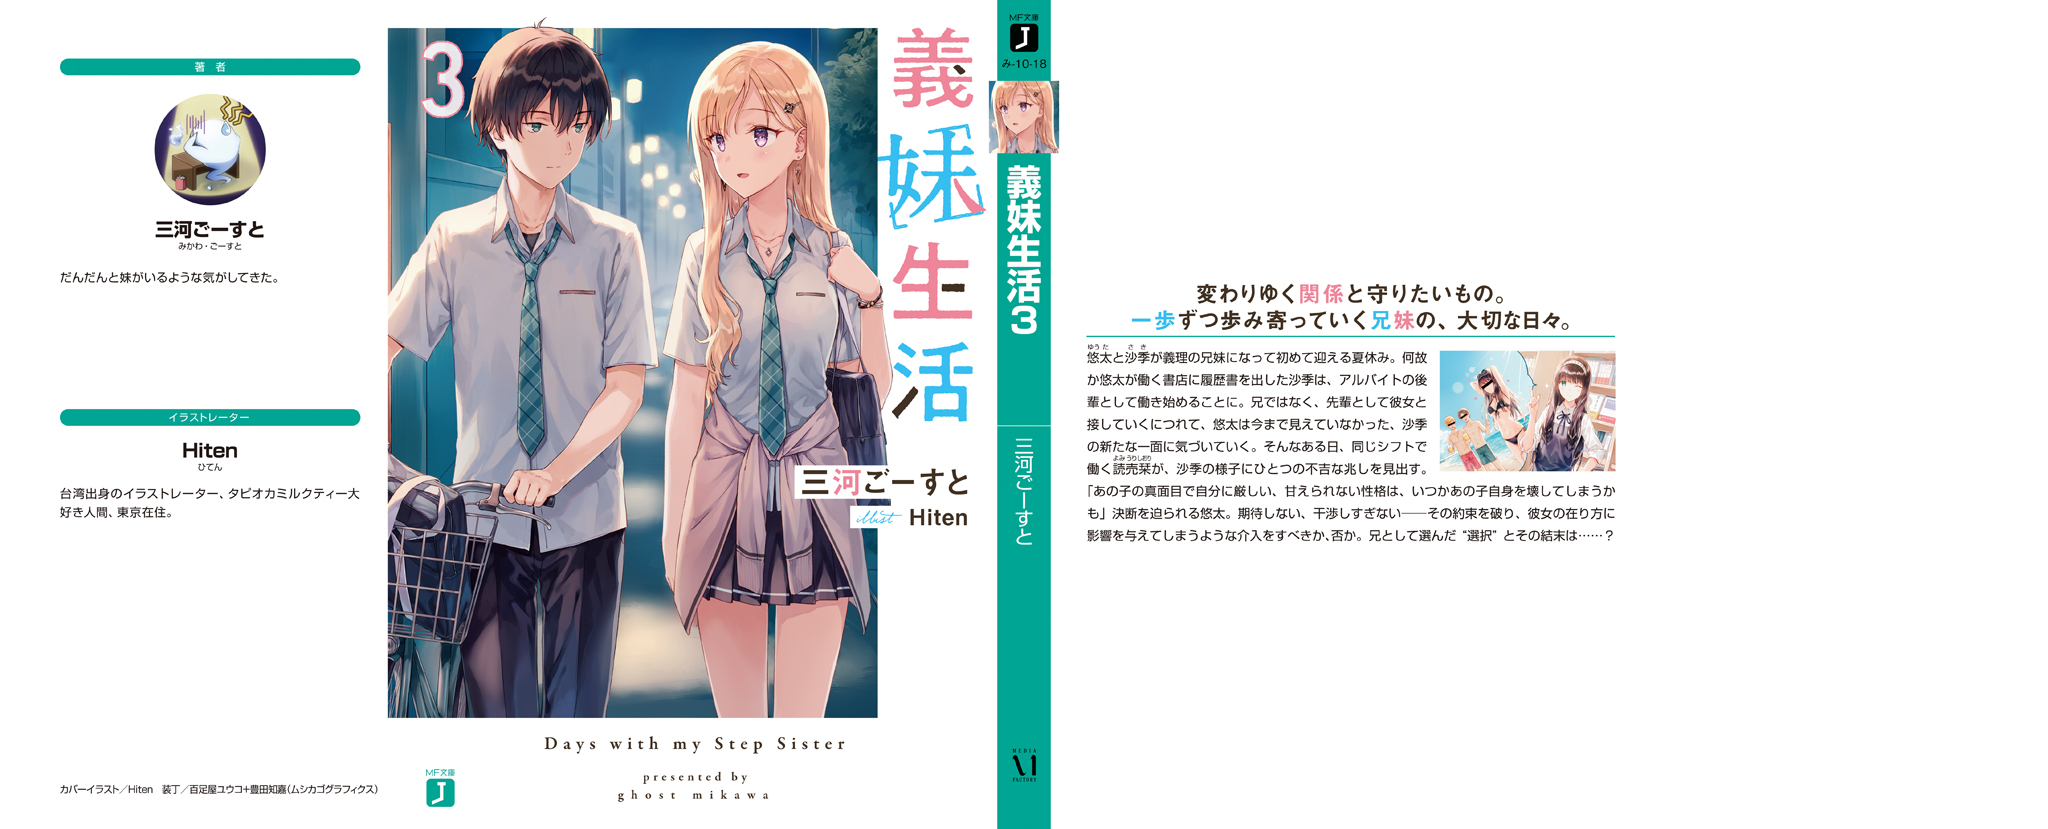 著 者
三河ごーすと
みかわ・ごーすと
だんだんと妹がいるような気がしてきた。
イラストレーター
Hiten
ひてん
台湾出身のイラストレーター、タピオカミルクティー大
好き人間、東京在住。
カバーイラスト／Hiten 装丁／百足屋ユウコ+豊田知嘉(ムシカゴグラフィクス)
3
義妹生活
三河ごーすと
illust Hiten
Days with my Step Sister
presented by
ghost mikawa
MF文庫
J
MF文庫
J
み-10-18
義妹生活3
三河ごーすと
MEDIA
FACTORY
変わりゆく関係と守りたいもの。
一歩ずつ歩み寄っていく兄妹の、大切な日々。
ゆうた さき
悠太と沙季が義理の兄妹になって初めて迎える夏休み。何故
か悠太が働く書店に履歴書を出した沙季は、アルバイトの後
輩として働き始めることに。兄ではなく、先輩として彼女と
接していくにつれて、悠太は今まで見えていなかった、沙季
の新たな一面に気づいていく。そんなある日、同じシフトで
よみうりしおり
働く読売栞が、沙季の様子にひとつの不吉な兆しを見出す。
「あの子の真面目で自分に厳しい、甘えられない性格は、いつかあの子自身を壊してしまうか
も」決断を迫られる悠太。期待しない、干渉しすぎない――その約束を破り、彼女の在り方に
影響を与えてしまうような介入をすべきか、否か。兄として選んだ“選択”とその結末は……？